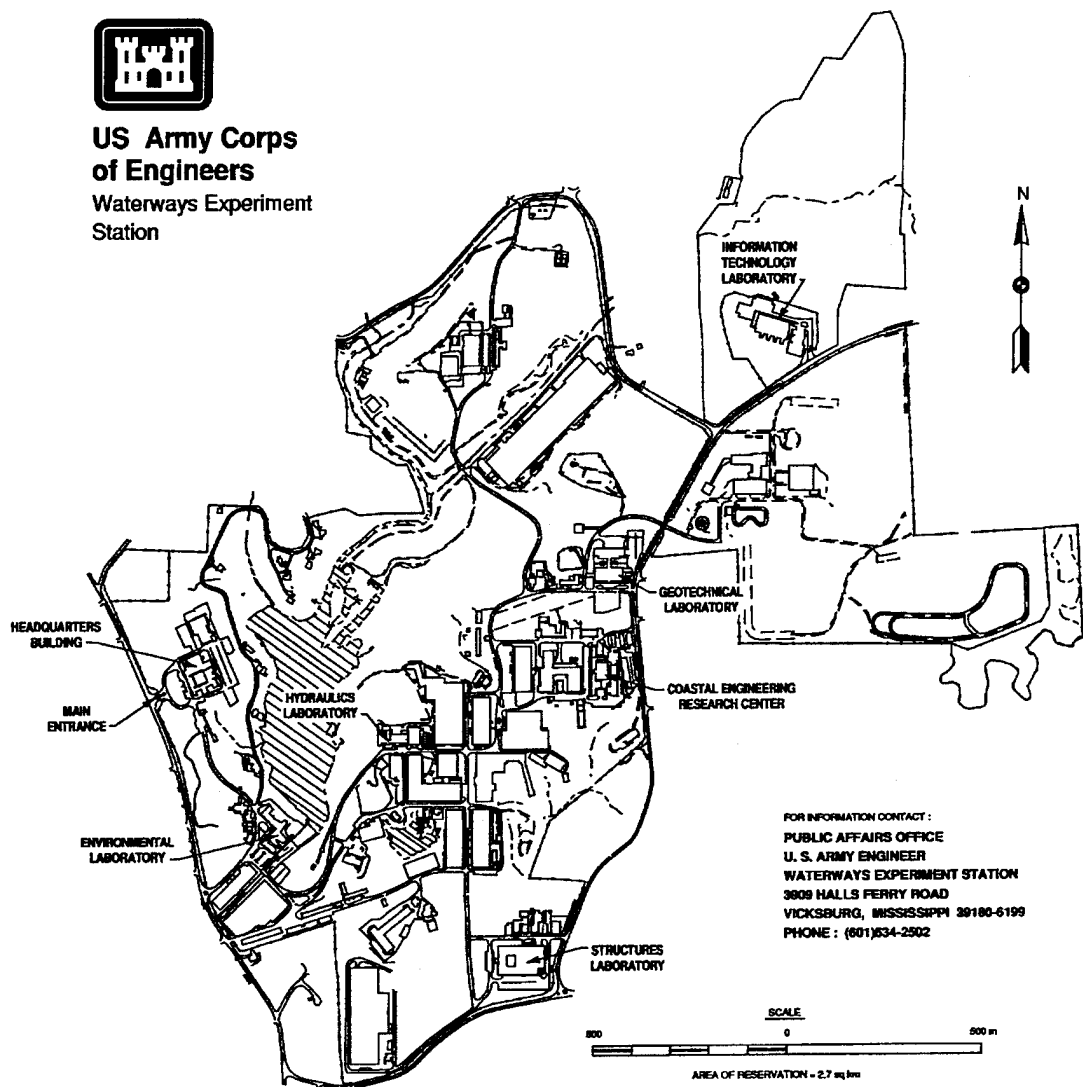 US Army Corps
of Engineers
Waterways Experiment
Station
N
INFORMATION
TECHNOLOGY
LABORATORY
GEOTECHNICAL
LABORATORY
HEADQUARTERS
BUILDING
MAIN
ENTRANCE
HYDRAULICS
LABORATORY
COASTAL ENGINEERING
RESEARCH CENTER
ENVIRONMENTAL
LABORATORY
STRUCTURES
LABORATORY
FOR INFORMATION CONTACT :
PUBLIC AFFAIRS OFFICE
U. S. ARMY ENGINEER
WATERWAYS EXPERIMENT STATION
3909 HALLS FERRY ROAD
VICKSBURG, MISSISSIPPI 39180-6199
PHONE : (601)634-2502
SCALE
500 0 500 m
AREA OF RESERVATION = 2.7 sq km